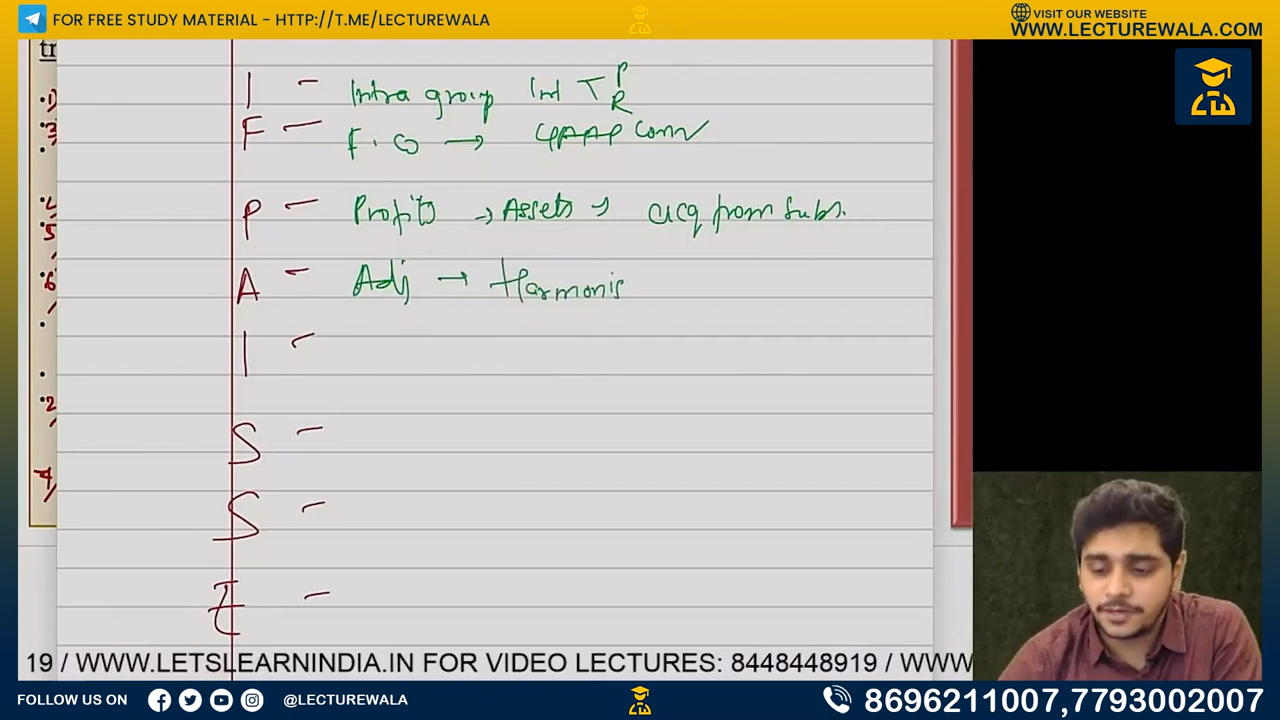 FOR FREE STUDY MATERIAL - HTTP://T.ME/LECTUREWALA
VISIT OUR WEBSITE
WWW.LECTUREWALA.COM
I - Intra group Ind T P R
F - F.CO → GAAP Conv
P - Profits → Assets → acq from Subs.
A - Adj → Harmonis
I -
S -
S -
E -
19 / WWW.LETSLEARNINDIA.IN FOR VIDEO LECTURES: 8448448919 / WWW
FOLLOW US ON
@LECTUREWALA
8696211007,7793002007